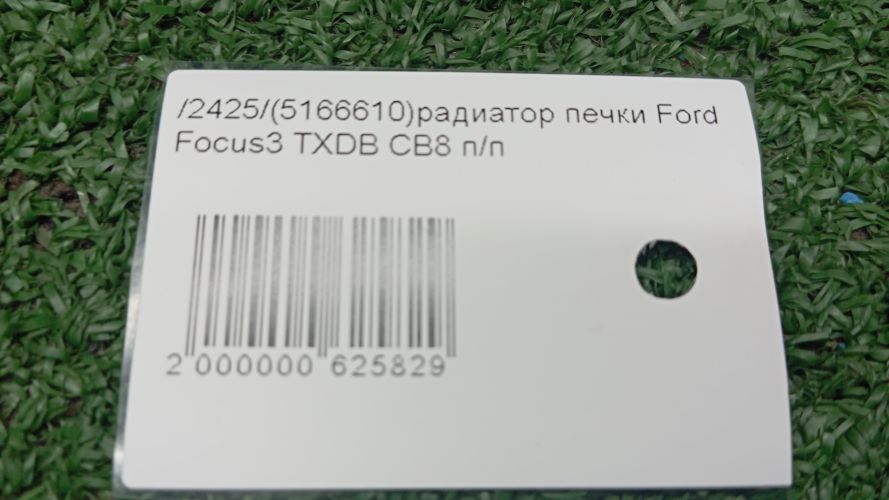 /2425/(5166610)радиатор печки Ford
Focus3 TXDB CB8 п/п
2 000000 625829